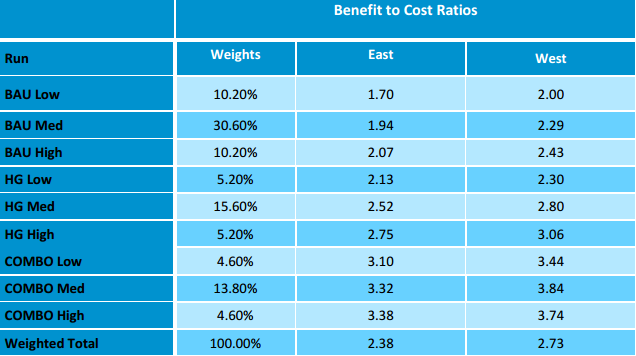 Benefit to Cost Ratios
Run Weights East West
BAU Low 10.20% 1.70 2.00
BAU Med 30.60% 1.94 2.29
BAU High 10.20% 2.07 2.43
HG Low 5.20% 2.13 2.30
HG Med 15.60% 2.52 2.80
HG High 5.20% 2.75 3.06
COMBO Low 4.60% 3.10 3.44
COMBO Med 13.80% 3.32 3.84
COMBO High 4.60% 3.38 3.74
Weighted Total 100.00% 2.38 2.73